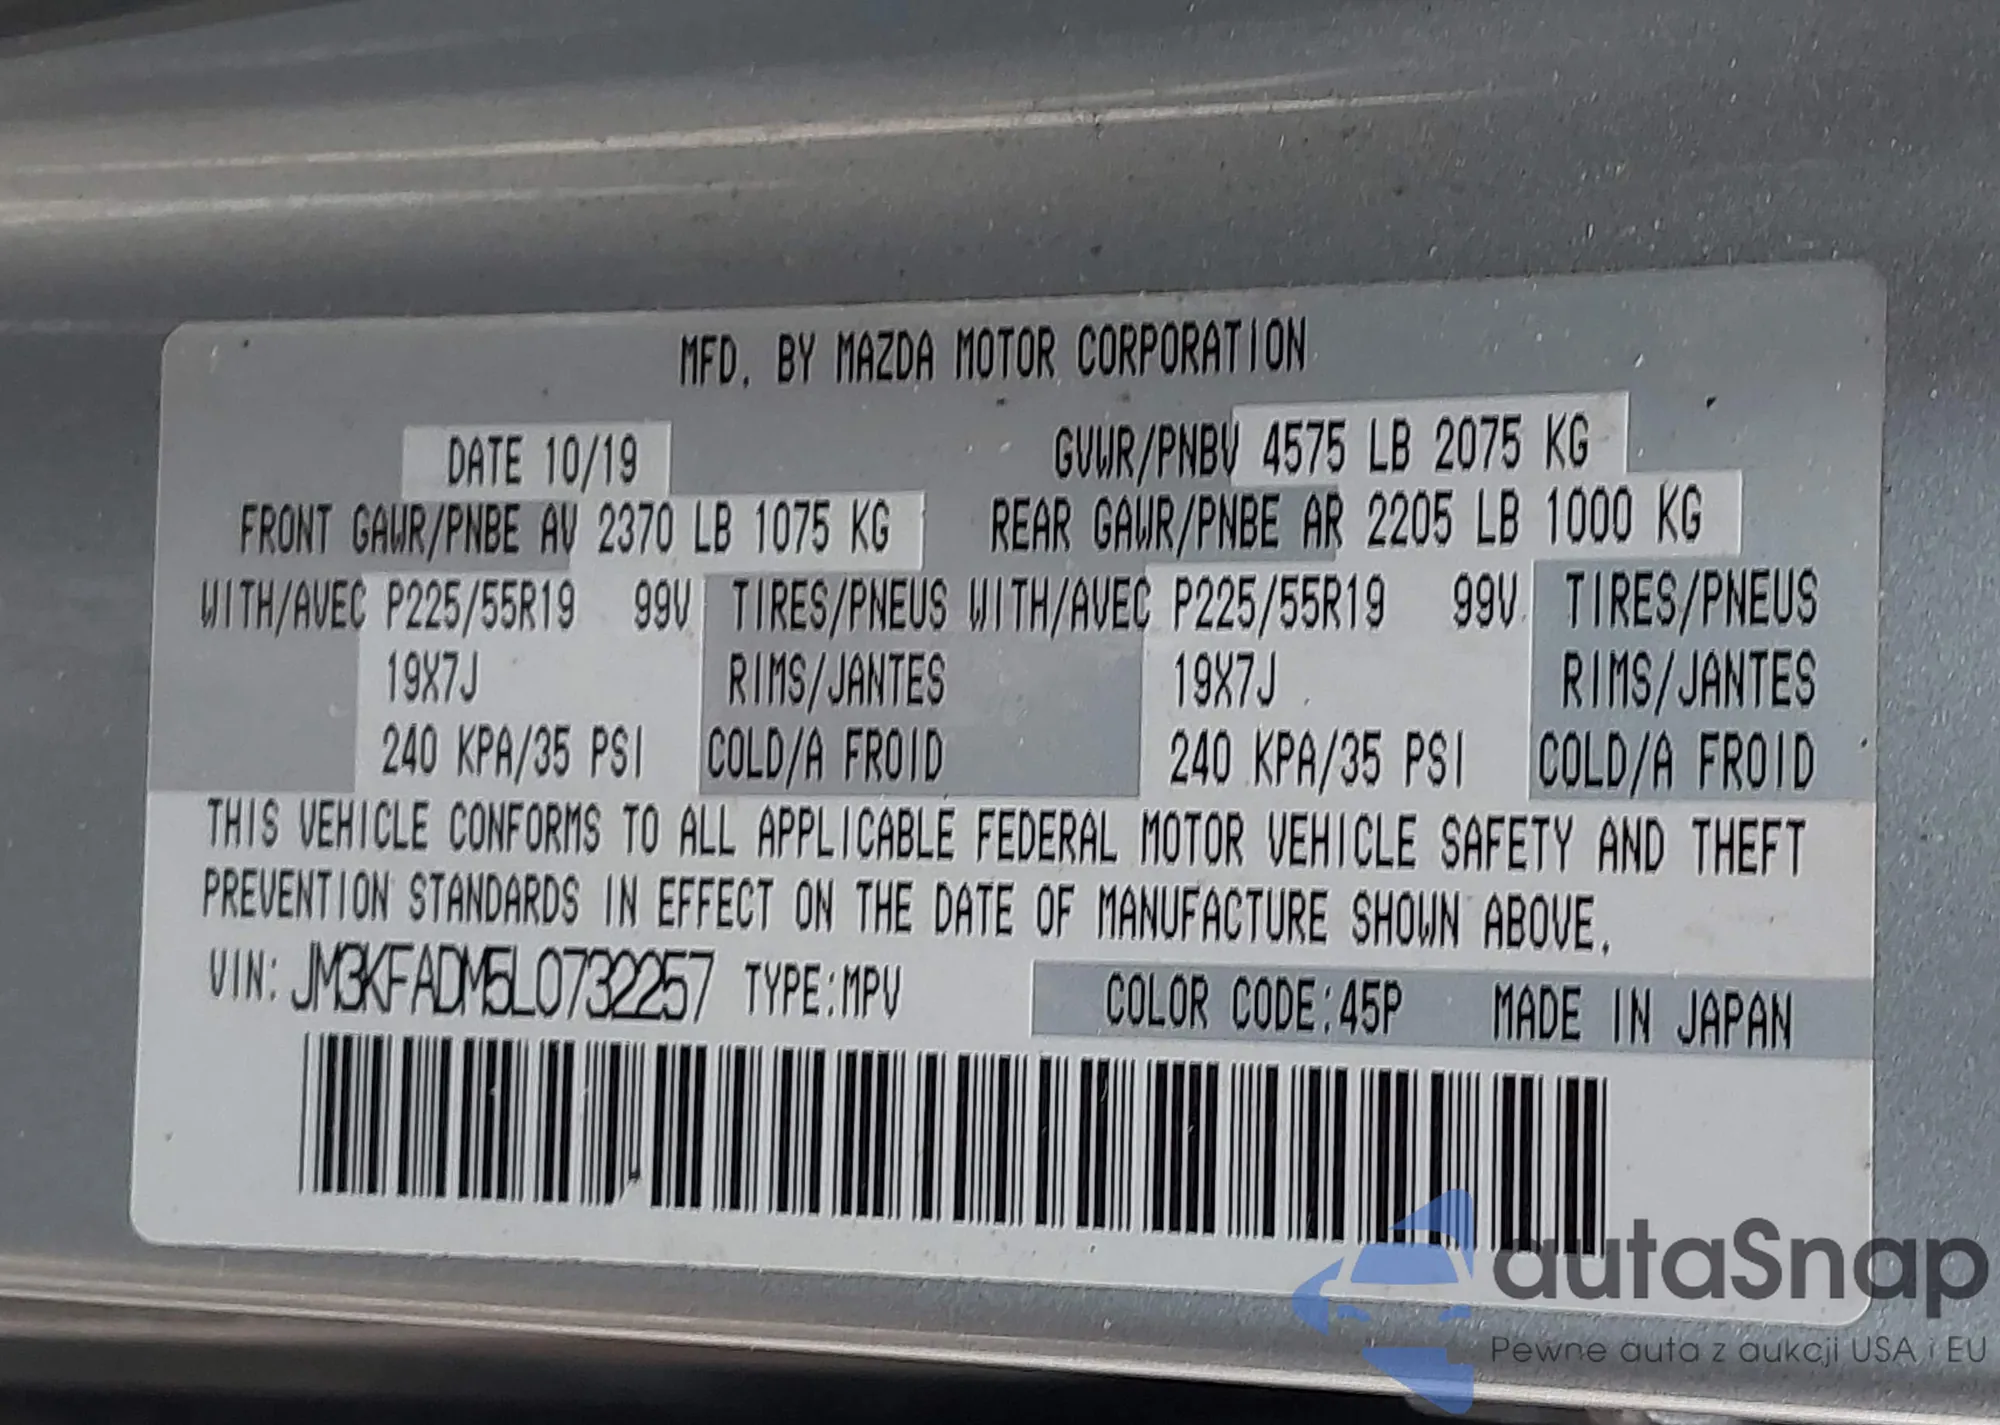 MFD. BY MAZDA MOTOR CORPORATION
DATE 10/19 GVWR/PNBV 4575 LB 2075 KG
FRONT GAWR/PNBE AV 2370 LB 1075 KG REAR GAWR/PNBE AR 2205 LB 1000 KG
WITH/AVEC P225/55R19 99V TIRES/PNEUS WITH/AVEC P225/55R19 99V TIRES/PNEUS
19X7J RIMS/JANTES 19X7J RIMS/JANTES
240 KPA/35 PSI COLD/A FROID 240 KPA/35 PSI COLD/A FROID
THIS VEHICLE CONFORMS TO ALL APPLICABLE FEDERAL MOTOR VEHICLE SAFETY AND THEFT
PREVENTION STANDARDS IN EFFECT ON THE DATE OF MANUFACTURE SHOWN ABOVE.
VIN: JM3KFADM5L0732257 TYPE:MPV COLOR CODE:45P MADE IN JAPAN
autaSnap
Pewne auta z aukcji USA i EU